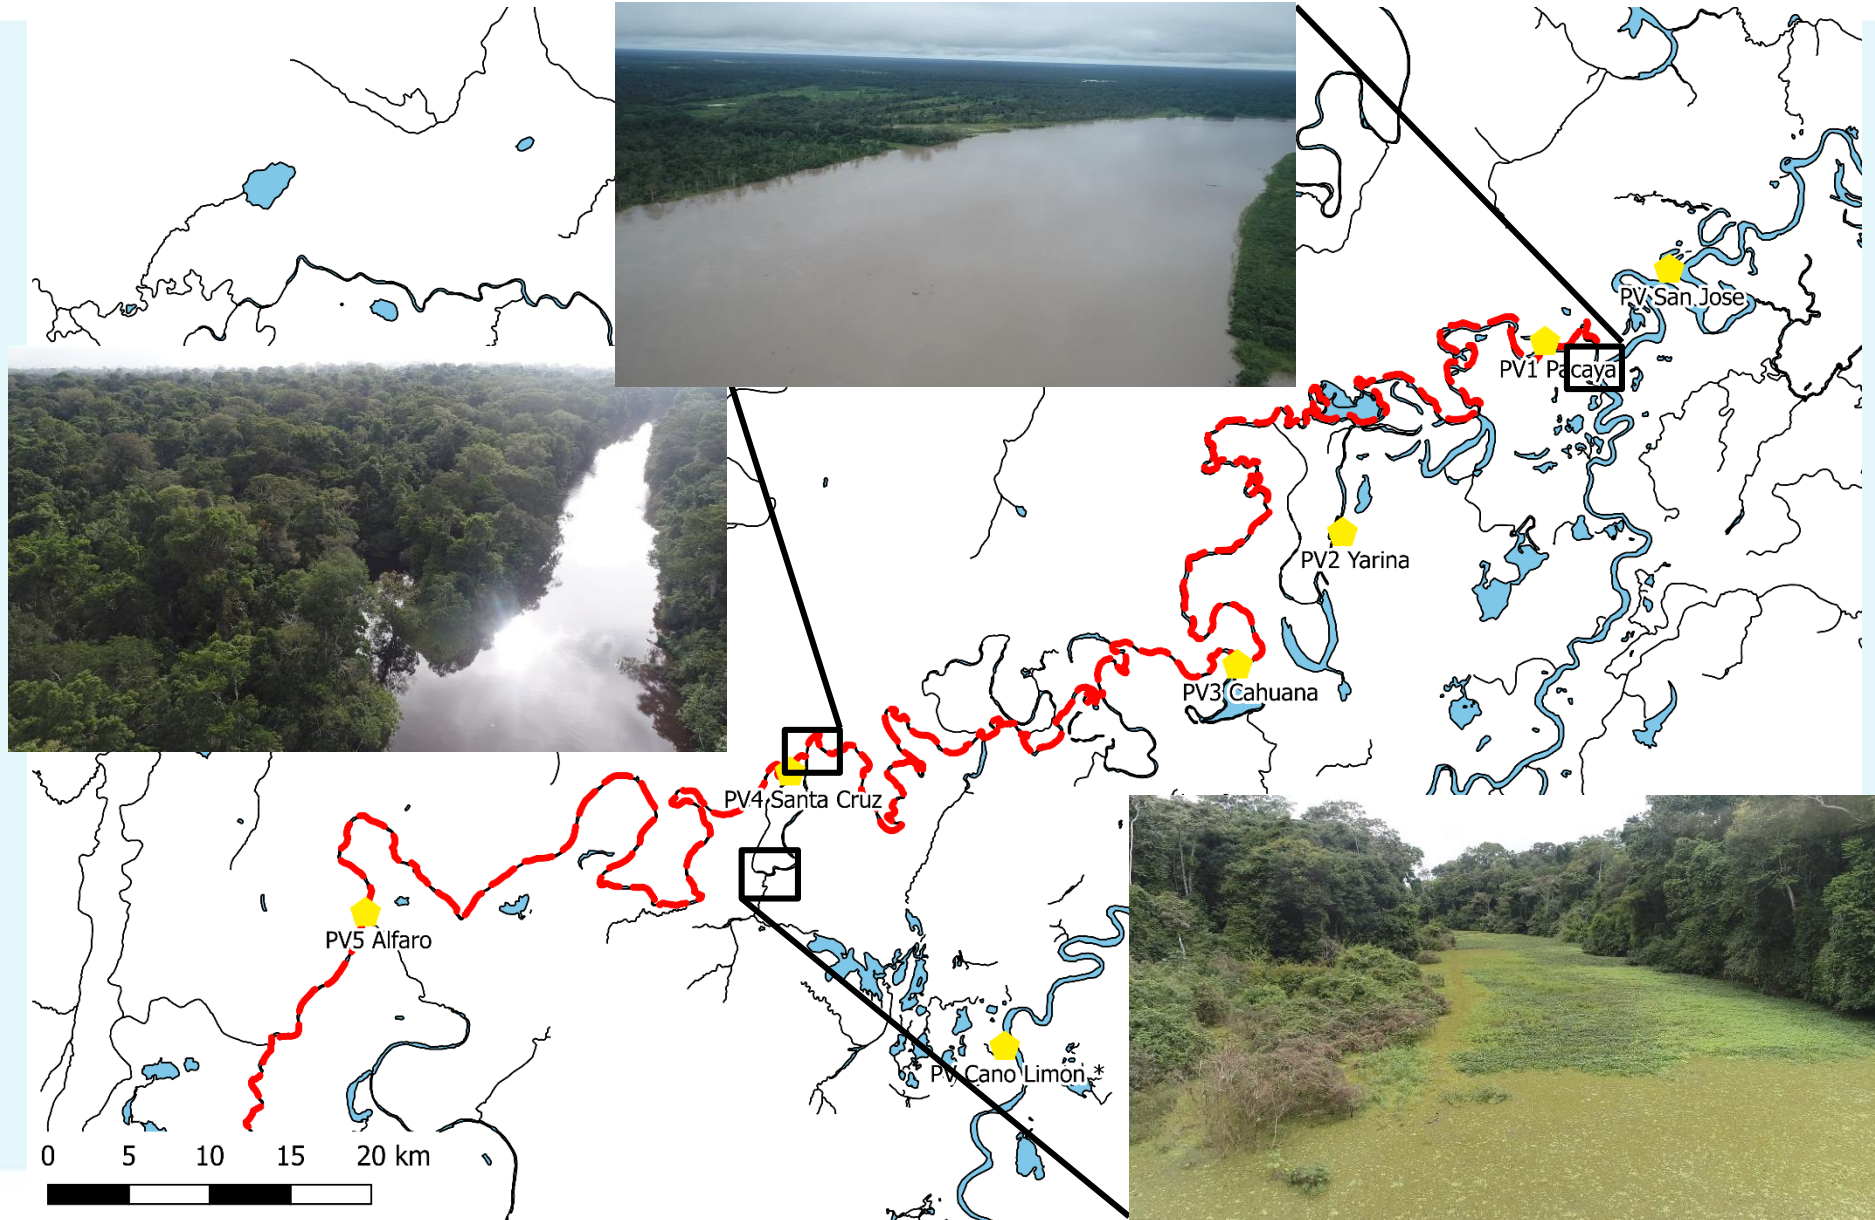 PV San Jose
PV1 Pacaya
PV2 Yarina
PV3 Cahuana
PV4 Santa Cruz
PV5 Alfaro
PV Cano Limon *
0 5 10 15 20 km